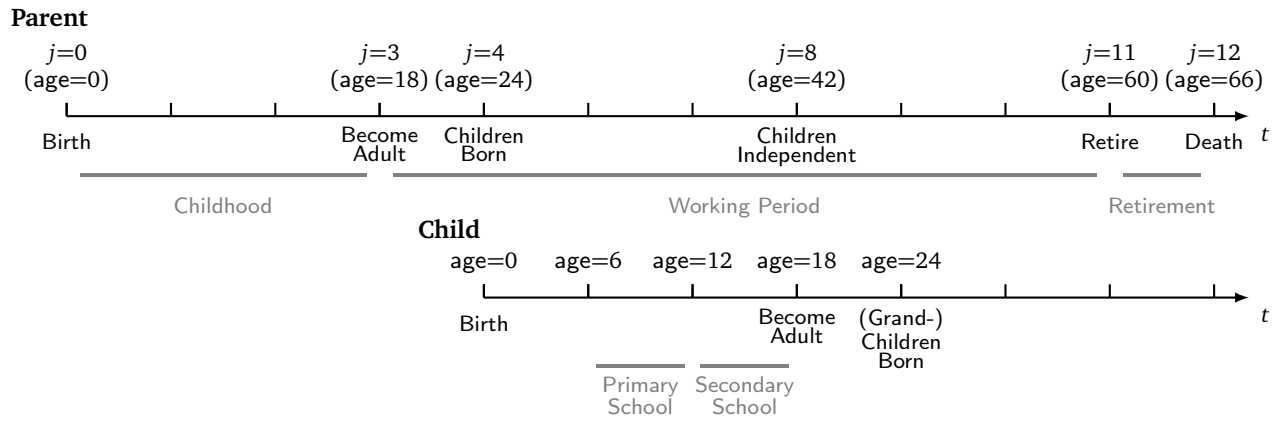 Parent
j=0 j=3 j=4 j=8 j=11 j=12
(age=0) (age=18) (age=24) (age=42) (age=60) (age=66)
Birth Become Adult Children Born Children Independent Retire Death t
Childhood Working Period Retirement
Child
age=0 age=6 age=12 age=18 age=24
Birth Become Adult (Grand-) Children Born t
Primary School Secondary School